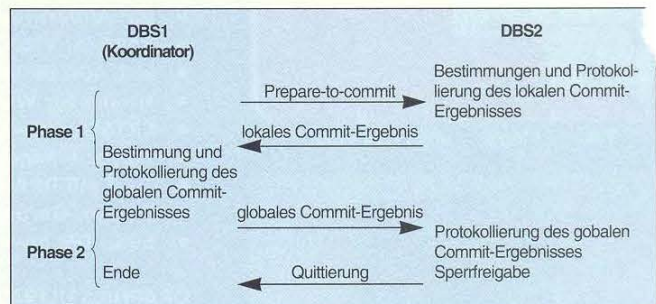 DBS1
(Koordinator)
DBS2
Prepare-to-commit
Bestimmungen und Protokol-
lierung des lokalen Commit-
Ergebnisses
Phase 1
lokales Commit-Ergebnis
Bestimmung und
Protokollierung des
globalen Commit-
Ergebnisses
globales Commit-Ergebnis
Phase 2
Protokollierung des gobalen
Commit-Ergebnisses
Sperrfreigabe
Ende
Quittierung